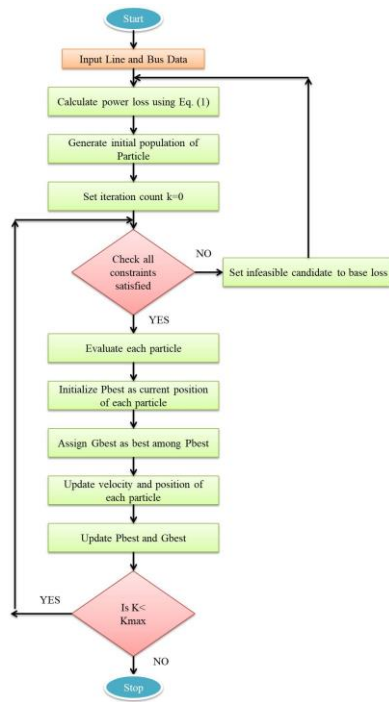 Start
Input Line and Bus Data
Calculate power loss using Eq. (1)
Generate initial population of
Particle
Set iteration count k=0
Check all
constraints
satisfied
NO
Set infeasible candidate to base loss
YES
Evaluate each particle
Initialize Pbest as current position
of each particle
Assign Gbest as best among Pbest
Update velocity and position of
each particle
Update Pbest and Gbest
YES
Is K<
Kmax
NO
Stop